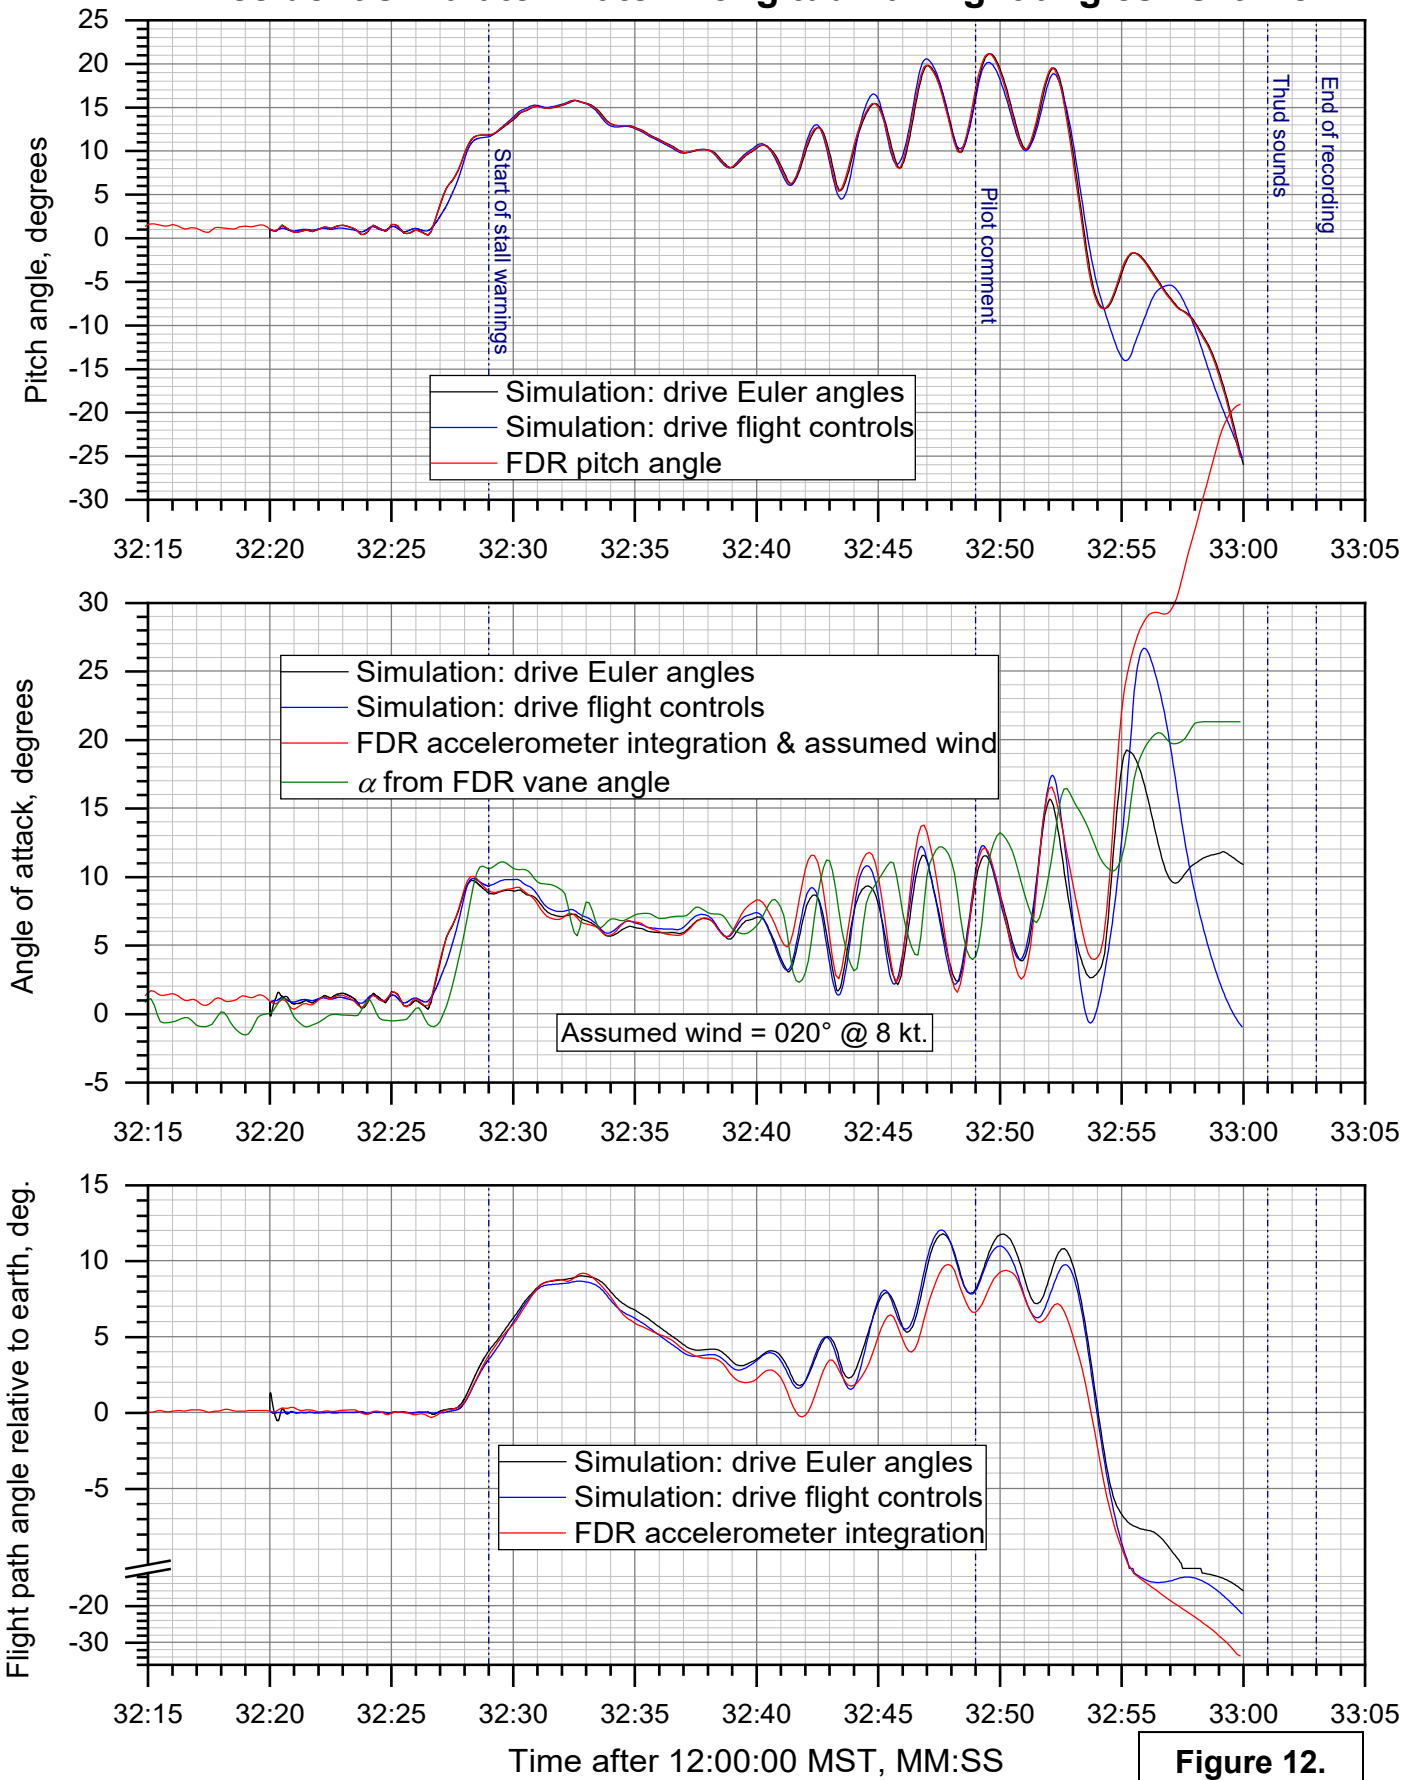 25
20
15
10
5
0
-5
-10
-15
-20
-25
-30
Pitch angle, degrees
Start of stall warnings
Pilot comment
Thud sounds
End of recording
Simulation: drive Euler angles
Simulation: drive flight controls
FDR pitch angle
32:15 32:20 32:25 32:30 32:35 32:40 32:45 32:50 32:55 33:00 33:05
30
25
20
15
10
5
0
-5
Angle of attack, degrees
Simulation: drive Euler angles
Simulation: drive flight controls
FDR accelerometer integration & assumed wind
α from FDR vane angle
Assumed wind = 020° @ 8 kt.
32:15 32:20 32:25 32:30 32:35 32:40 32:45 32:50 32:55 33:00 33:05
15
10
5
0
-5
-20
-30
Flight path angle relative to earth, deg.
Simulation: drive Euler angles
Simulation: drive flight controls
FDR accelerometer integration
32:15 32:20 32:25 32:30 32:35 32:40 32:45 32:50 32:55 33:00 33:05
Time after 12:00:00 MST, MM:SS
Figure 12.